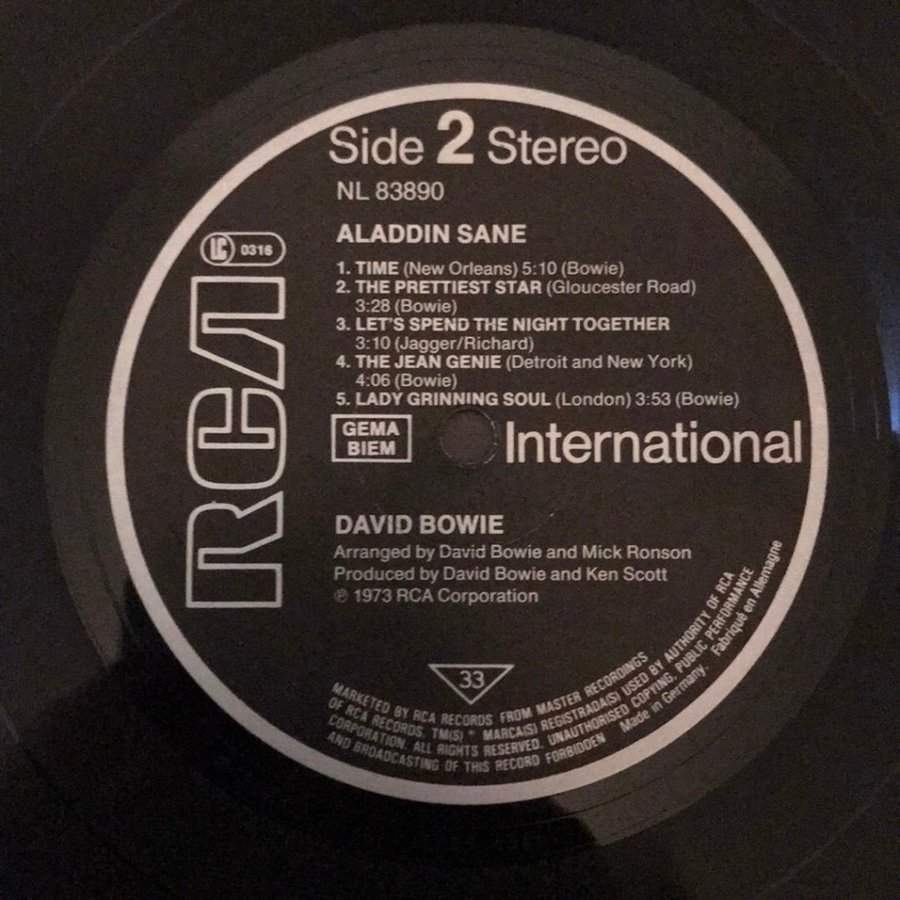 Side 2 Stereo
NL 83890
LC 0316
ALADDIN SANE
1. TIME (New Orleans) 5:10 (Bowie)
2. THE PRETTIEST STAR (Gloucester Road)
3:28 (Bowie)
3. LET'S SPEND THE NIGHT TOGETHER
3:10 (Jagger/Richard)
4. THE JEAN GENIE (Detroit and New York)
4:06 (Bowie)
5. LADY GRINNING SOUL (London) 3:53 (Bowie)
RCA
GEMA
BIEM
International
DAVID BOWIE
Arranged by David Bowie and Mick Ronson
Produced by David Bowie and Ken Scott
℗ 1973 RCA Corporation
33
MARKETED BY RCA RECORDS FROM MASTER RECORDINGS
OF RCA RECORDS. TM(S) ® MARCA(S) REGISTRADA(S) USED BY AUTHORITY OF RCA
CORPORATION. ALL RIGHTS RESERVED. UNAUTHORISED COPYING, PUBLIC PERFORMANCE
AND BROADCASTING OF THIS RECORD FORBIDDEN Made in Germany. Fabriqué en Allemagne